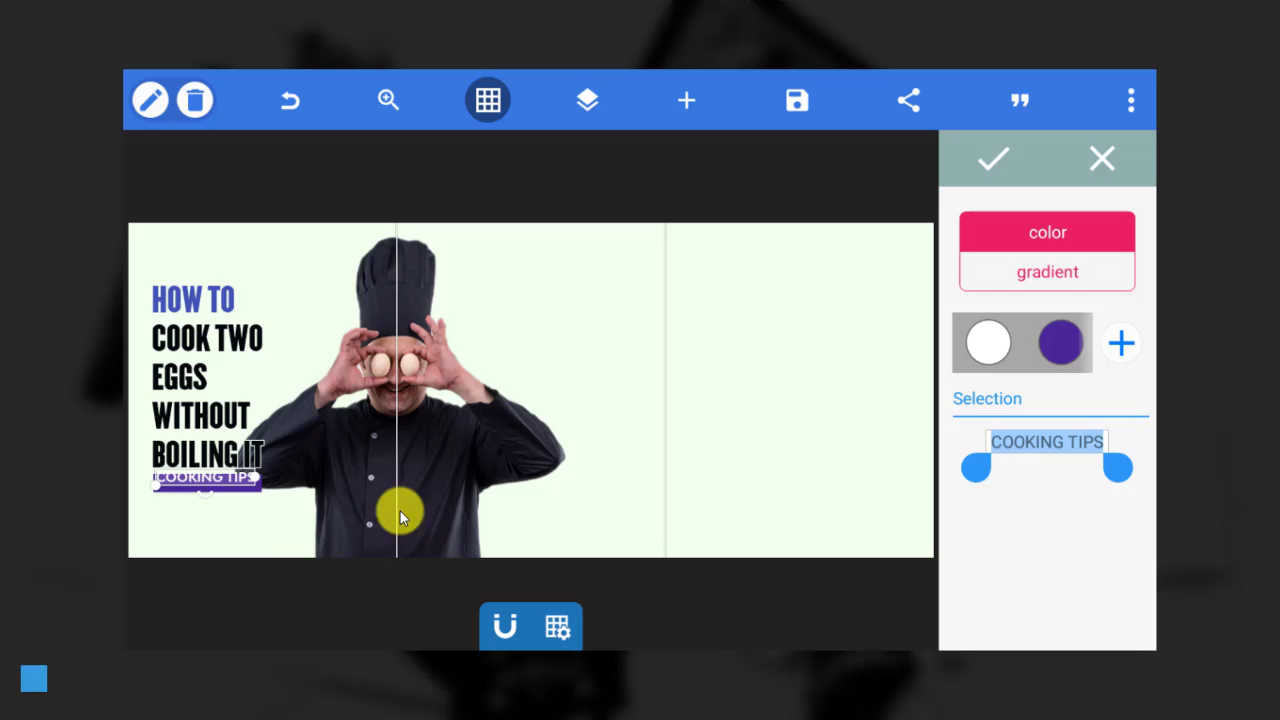 color
gradient
Selection
COOKING TIPS
HOW TO
COOK TWO
EGGS
WITHOUT
BOILING IT
COOKING TIPS